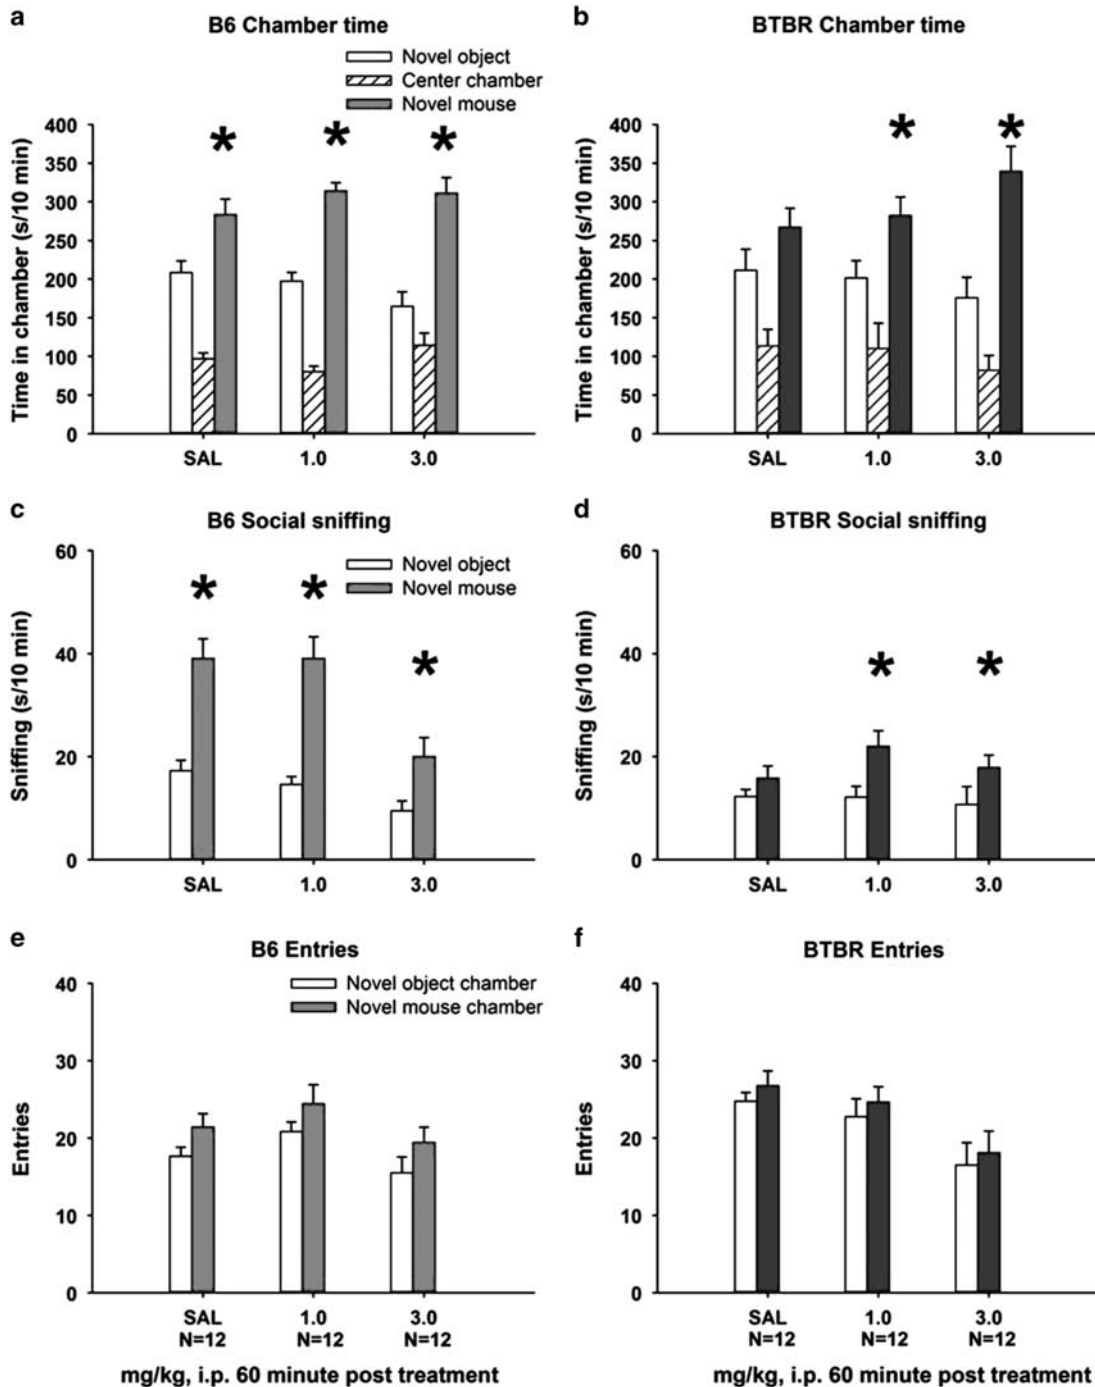 a
B6 Chamber time
Novel object
Center chamber
Novel mouse
400
350
300
250
200
150
100
50
0
Time in chamber (s/10 min)
*
*
*
SAL
1.0
3.0
b
BTBR Chamber time
400
350
300
250
200
150
100
50
0
Time in chamber (s/10 min)
*
*
SAL
1.0
3.0
c
B6 Social sniffing
Novel object
Novel mouse
60
40
20
0
Sniffing (s/10 min)
*
*
*
SAL
1.0
3.0
d
BTBR Social sniffing
60
40
20
0
Sniffing (s/10 min)
*
*
SAL
1.0
3.0
e
B6 Entries
Novel object chamber
Novel mouse chamber
40
30
20
10
0
Entries
SAL
1.0
3.0
N=12
N=12
N=12
mg/kg, i.p. 60 minute post treatment
f
BTBR Entries
40
30
20
10
0
Entries
SAL
1.0
3.0
N=12
N=12
N=12
mg/kg, i.p. 60 minute post treatment